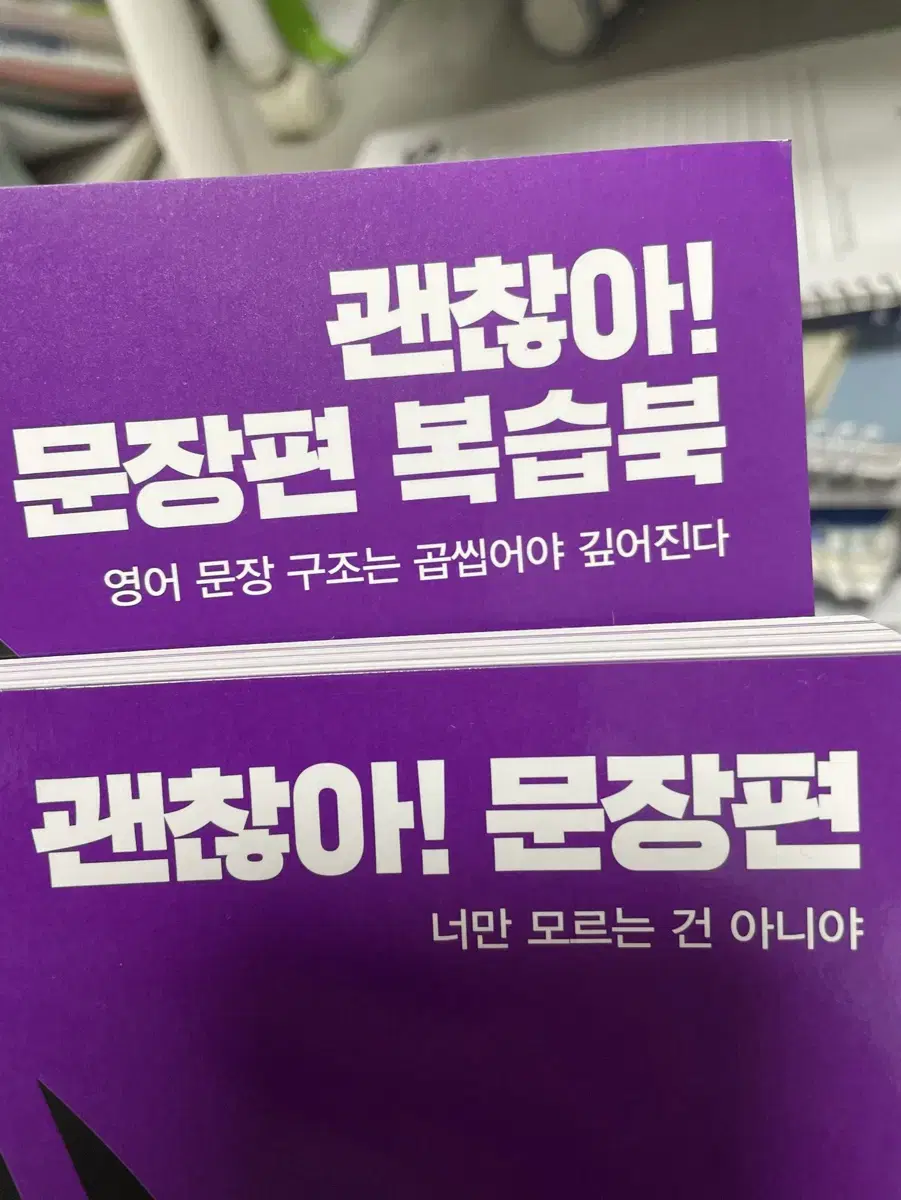 괜찮아!
문장편 복습북
영어 문장 구조는 곱씹어야 깊어진다
괜찮아! 문장편
너만 모르는 건 아니야